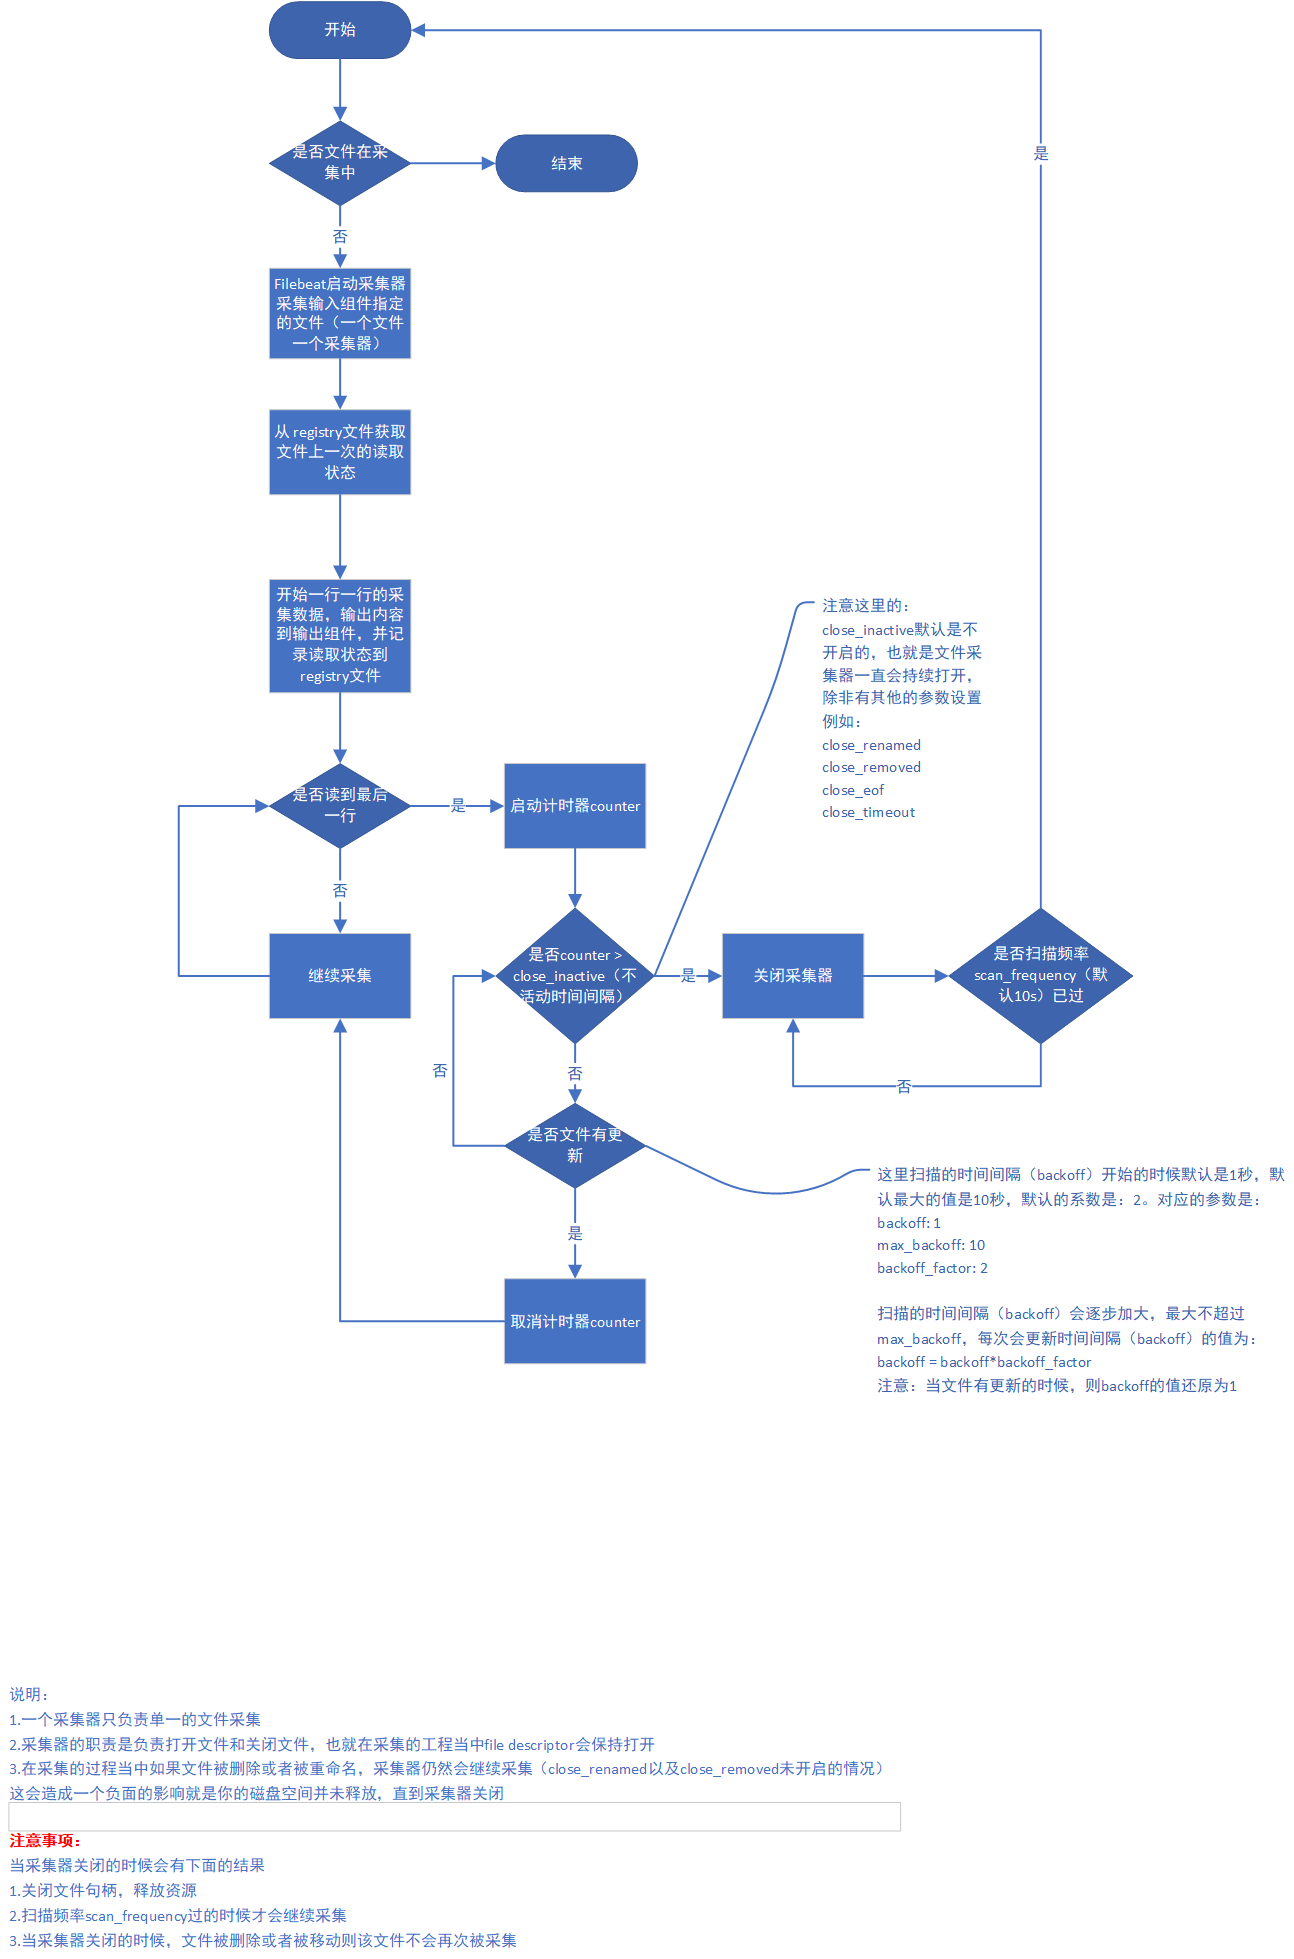 开始
是否文件在采
集中
结束
是
否
Filebeat启动采集器
采集输入组件指定
的文件（一个文件
一个采集器）
从 registry文件获取
文件上一次的读取
状态
开始一行一行的采
集数据，输出内容
到输出组件，并记
录读取状态到
registry文件
注意这里的：
close_inactive默认是不
开启的，也就是文件采
集器一直会持续打开，
除非有其他的参数设置
例如：
close_renamed
close_removed
close_eof
close_timeout
是否读到最后
一行
是
启动计时器counter
否
继续采集
是否counter >
close_inactive（不
活动时间间隔）
是
关闭采集器
是否扫描频率
scan_frequency（默
认10s）已过
否
否
否
是否文件有更
新
是
取消计时器counter
这里扫描的时间间隔（backoff）开始的时候默认是1秒，默
认最大的值是10秒，默认的系数是：2。对应的参数是：
backoff: 1
max_backoff: 10
backoff_factor: 2
扫描的时间间隔（backoff）会逐步加大，最大不超过
max_backoff，每次会更新时间间隔（backoff）的值为：
backoff = backoff*backoff_factor
注意：当文件有更新的时候，则backoff的值还原为1
说明：
1.一个采集器只负责单一的文件采集
2.采集器的职责是负责打开文件和关闭文件，也就在采集的工程当中file descriptor会保持打开
3.在采集的过程当中如果文件被删除或者被重命名，采集器仍然会继续采集（close_renamed以及close_removed未开启的情况）
这会造成一个负面的影响就是你的磁盘空间并未释放，直到采集器关闭
注意事项：
当采集器关闭的时候会有下面的结果
1.关闭文件句柄，释放资源
2.扫描频率scan_frequency过的时候才会继续采集
3.当采集器关闭的时候，文件被删除或者被移动则该文件不会再次被采集